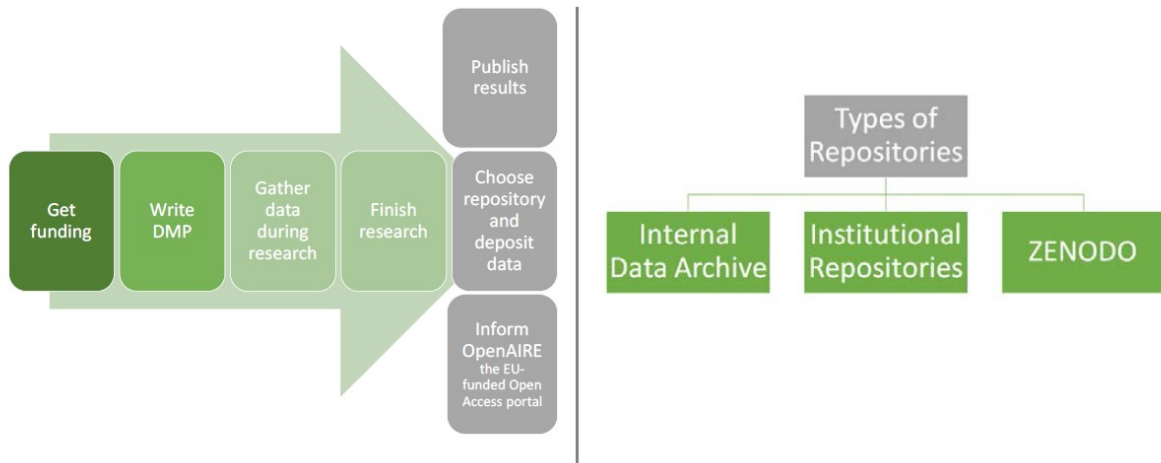 Get
funding
Write
DMP
Gather
data
during
research
Finish
research
Publish
results
Choose
repository
and
deposit
data
Inform
OpenAIRE
the EU-
funded Open
Access portal
Types of
Repositories
Internal
Data Archive
Institutional
Repositories
ZENODO